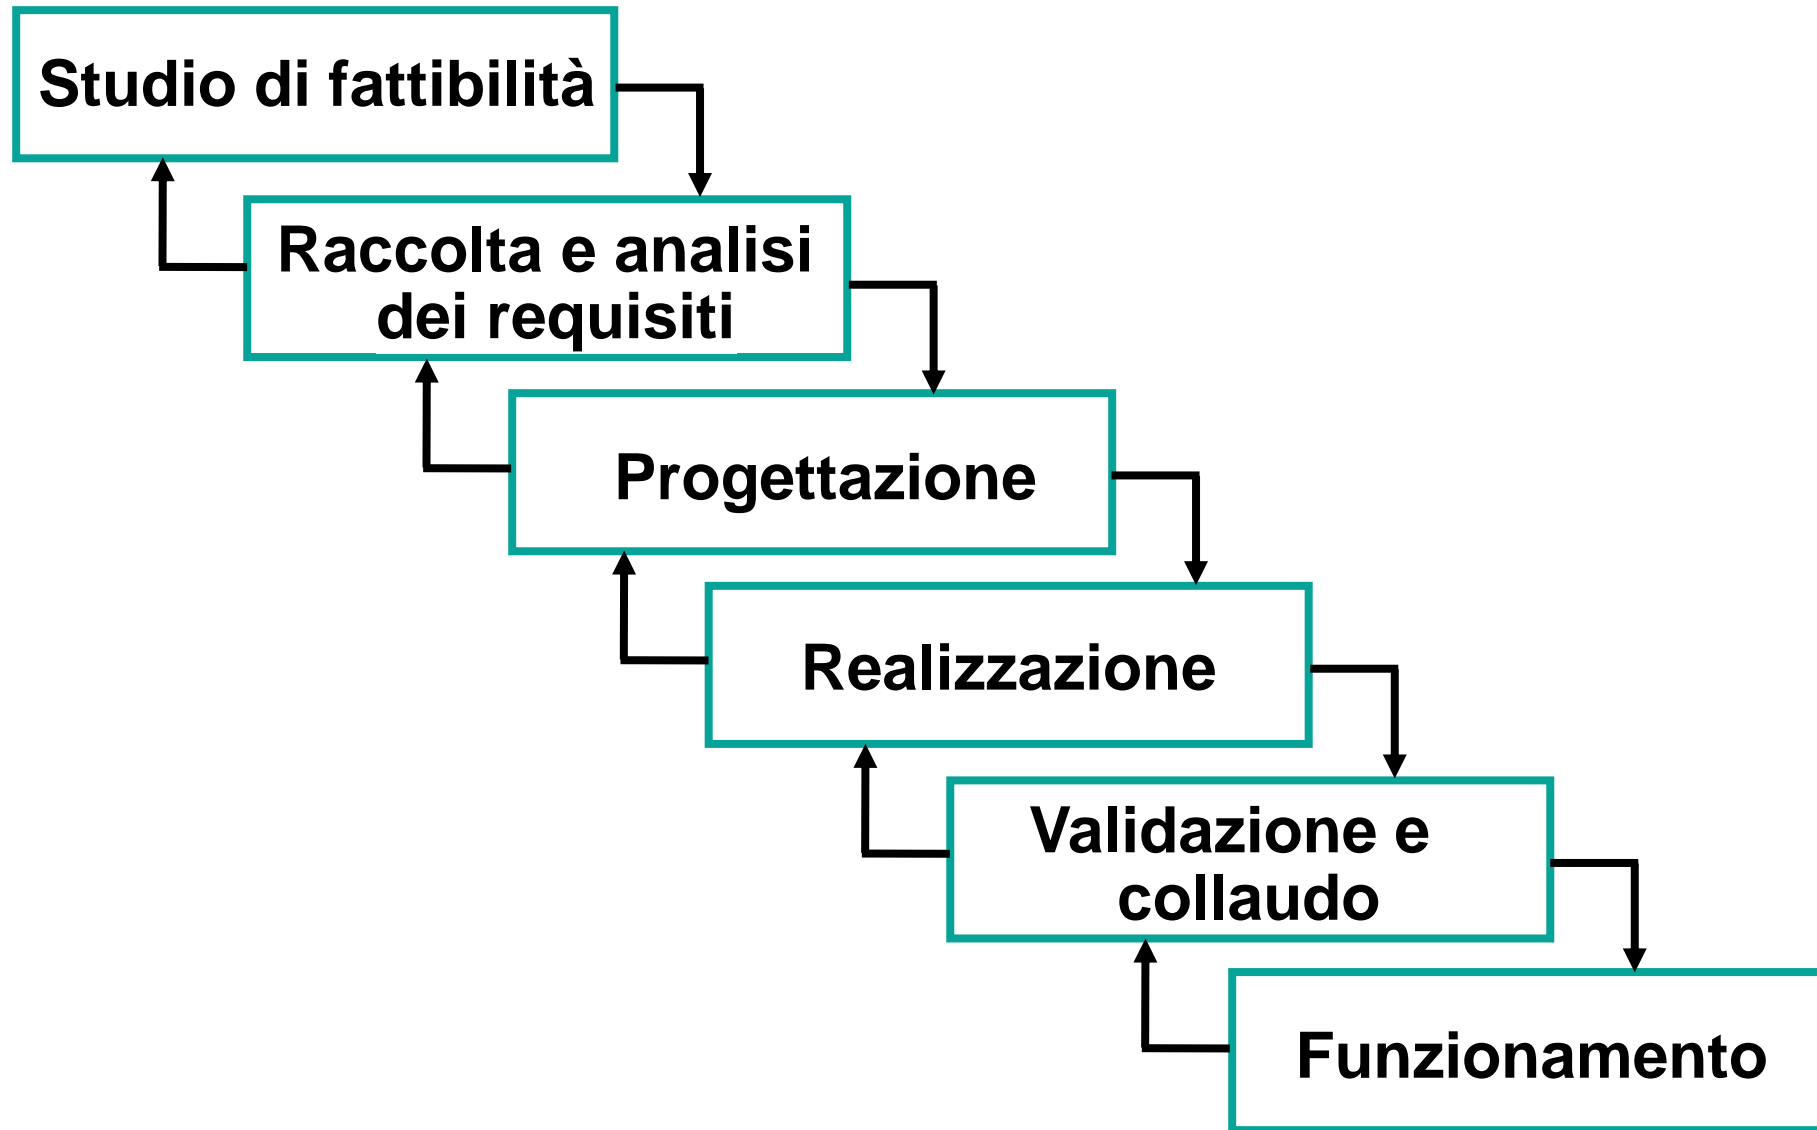 Studio di fattibilità
Raccolta e analisi
dei requisiti
Progettazione
Realizzazione
Validazione e
collaudo
Funzionamento